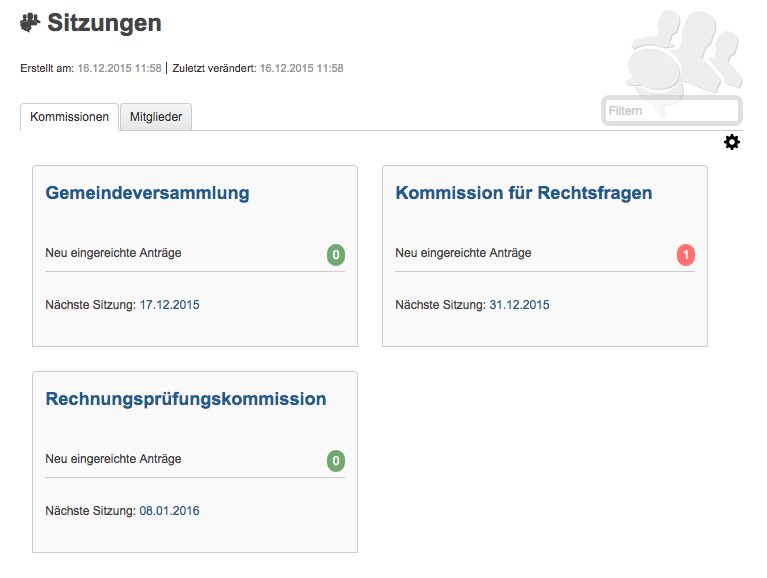 Sitzungen
Erstellt am: 16.12.2015 11:58 | Zuletzt verändert: 16.12.2015 11:58
Kommissionen Mitglieder
Filtern
Gemeindeversammlung
Neu eingereichte Anträge 0
Nächste Sitzung: 17.12.2015
Kommission für Rechtsfragen
Neu eingereichte Anträge 1
Nächste Sitzung: 31.12.2015
Rechnungsprüfungskommission
Neu eingereichte Anträge 0
Nächste Sitzung: 08.01.2016